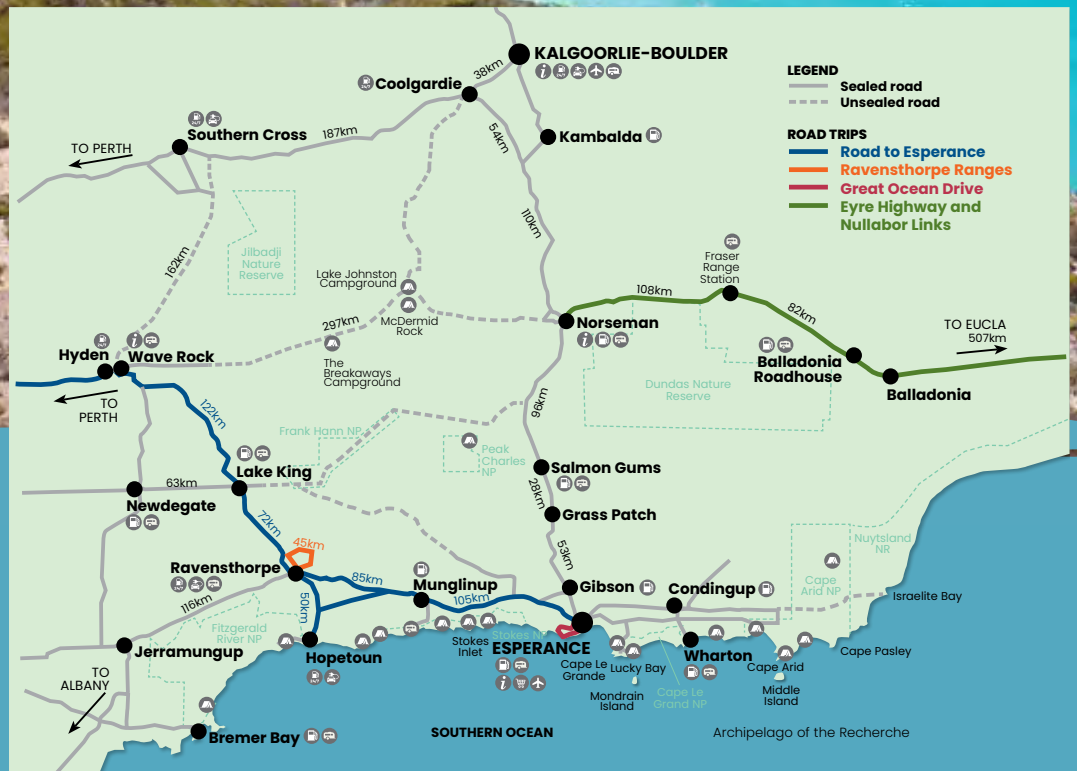 KALGOORLIE-BOULDER
38km
Coolgardie
LEGEND
Sealed road
Unsealed road
ROAD TRIPS
Road to Esperance
Ravensthorpe Ranges
Great Ocean Drive
Eyre Highway and
Nullabor Links
Southern Cross
187km
54km
Kambalda
TO PERTH
110km
162km
Jilbadji
Nature
Reserve
Lake Johnston
Campground
McDermid
Rock
Fraser
Range
Station
108km
82km
Norseman
TO EUCLA
507km
297km
The
Breakaways
Campground
Hyden
Wave Rock
TO
PERTH
Balladonia
Roadhouse
Balladonia
Dundas Nature
Reserve
122km
96km
Frank Hann NP
Peak
Charles
NP
Salmon Gums
Lake King
63km
Newdegate
28km
Grass Patch
72km
53km
45km
Ravensthorpe
85km
Munglinup
Gibson
Condingup
Nuytsland
NR
Cape
Arid NP
Israelite Bay
116km
50km
105km
Fitzgerald
River NP
Jerramungup
Hopetoun
Stokes
Inlet
Stokes NP
ESPERANCE
Cape Le
Grande
Lucky Bay
Wharton
Cape Arid
Cape Pasley
Mondrain
Island
Cape Le
Grand NP
Middle
Island
TO
ALBANY
Bremer Bay
SOUTHERN OCEAN
Archipelago of the Recherche